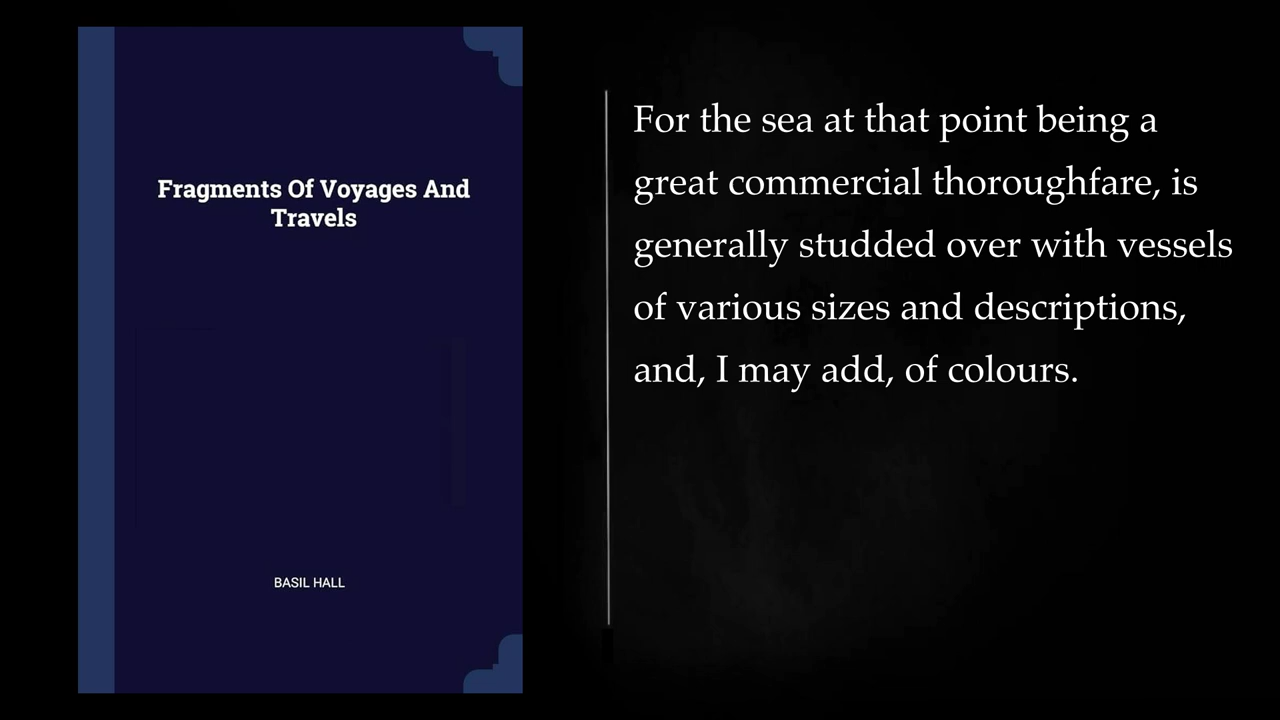 Fragments Of Voyages And
Travels
BASIL HALL
For the sea at that point being a
great commercial thoroughfare, is
generally studded over with vessels
of various sizes and descriptions,
and, I may add, of colours.